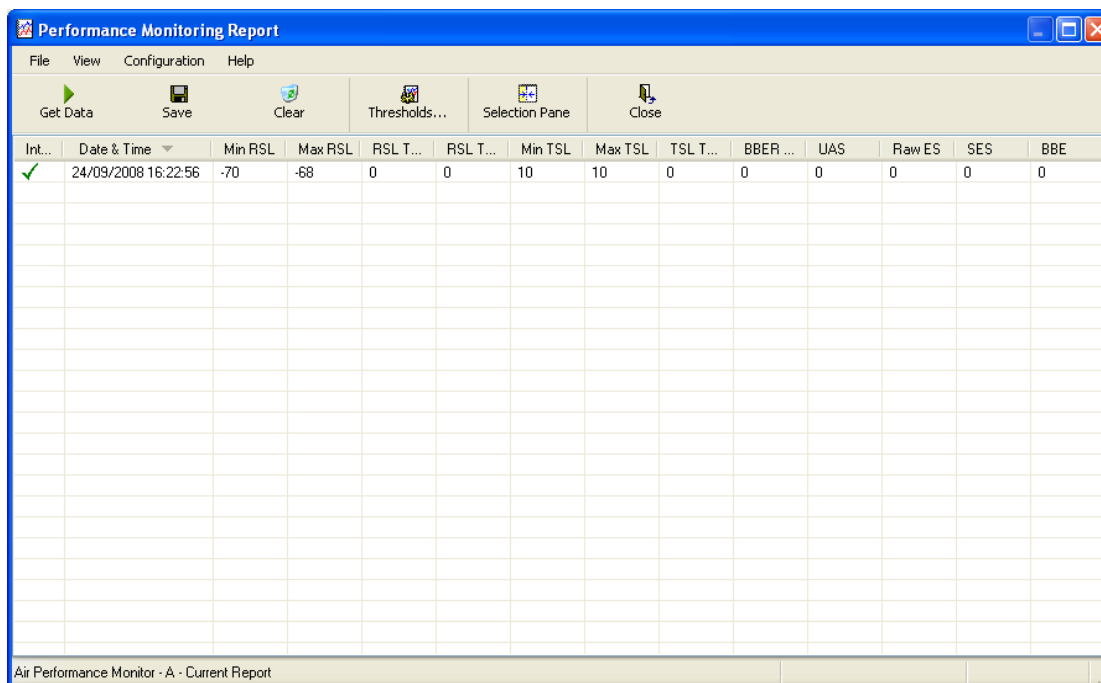 Performance Monitoring Report
File View Configuration Help
Get Data Save Clear Thresholds... Selection Pane Close
Int... Date & Time Min RSL Max RSL RSL T... RSL T... Min TSL Max TSL TSL T... BBER ... UAS Raw ES SES BBE
24/09/2008 16:22:56 -70 -68 0 0 10 10 0 0 0 0 0 0
Air Performance Monitor - A - Current Report